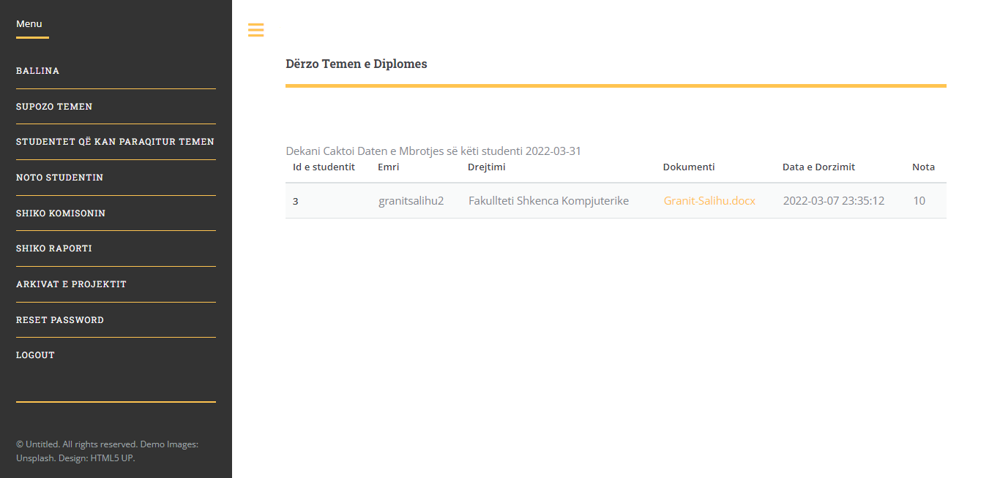 Menu
BALLINA
SUPOZO TEMEN
STUDENTET QË KAN PARAQITUR TEMEN
NOTO STUDENTIN
SHIKO KOMISONIN
SHIKO RAPORTI
ARKIVAT E PROJEKTIT
RESET PASSWORD
LOGOUT
© Untitled. All rights reserved. Demo Images:
Unsplash. Design: HTML5 UP.
Dërzo Temen e Diplomes
Dekani Caktoi Daten e Mbrotjes së këti studenti 2022-03-31
Id e studentit Emri Drejtimi Dokumenti Data e Dorzimit Nota
3 granitsalihu2 Fakullteti Shkenca Kompjuterike Granit-Salihu.docx 2022-03-07 23:35:12 10